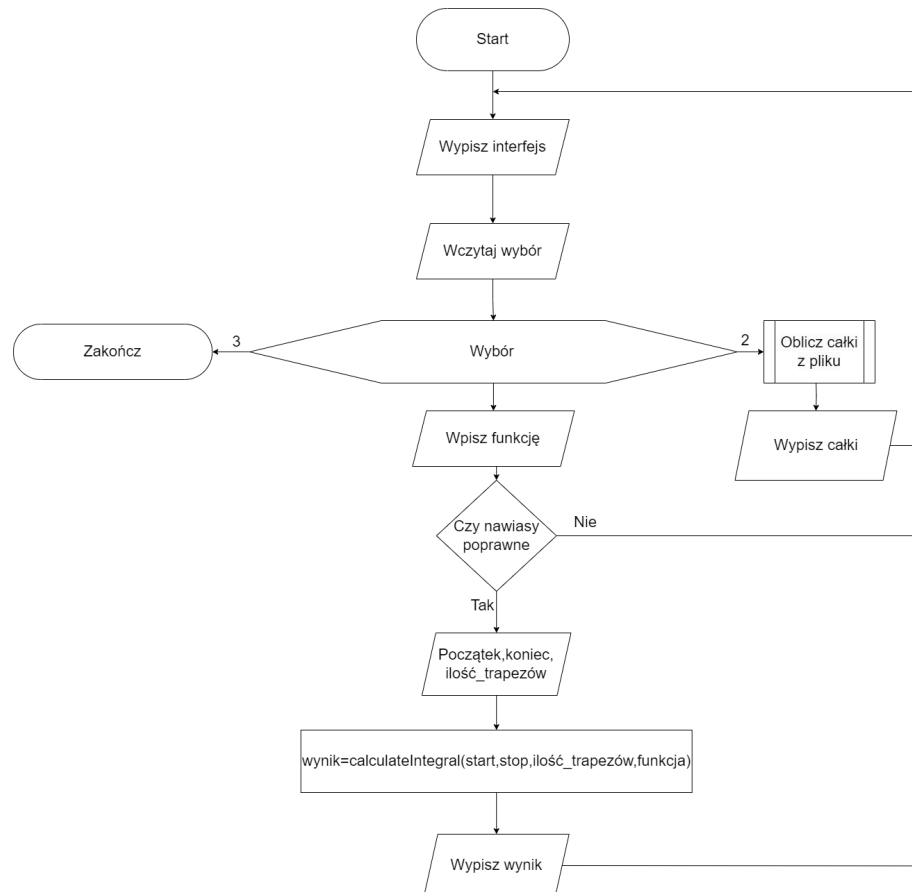 Start
Wypisz interfejs
Wczytaj wybór
Zakończ
3
Wybór
2
Oblicz całki
z pliku
Wpisz funkcję
Wypisz całki
Czy nawiasy
poprawne
Nie
Tak
Początek,koniec,
ilość_trapezów
wynik=calculateIntegral(start,stop,ilość_trapezów,funkcja)
Wypisz wynik